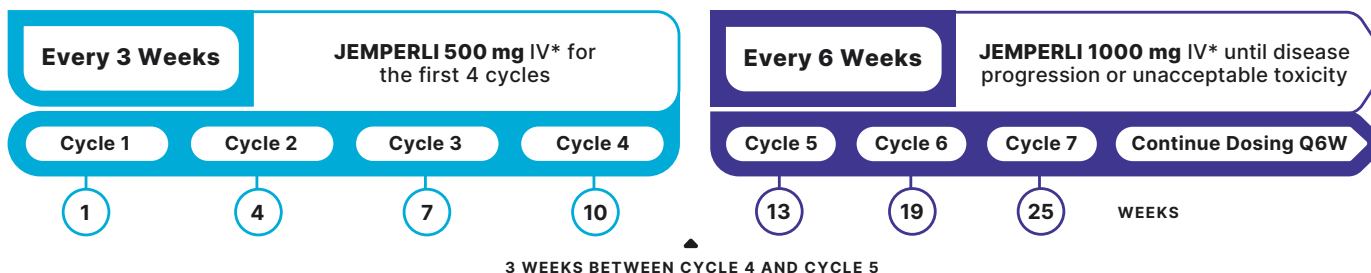 Every 3 Weeks
JEMPERLI 500 mg IV* for
the first 4 cycles
Cycle 1
Cycle 2
Cycle 3
Cycle 4
1
4
7
10
Every 6 Weeks
JEMPERLI 1000 mg IV* until disease
progression or unacceptable toxicity
Cycle 5
Cycle 6
Cycle 7
Continue Dosing Q6W
13
19
25
WEEKS
3 WEEKS BETWEEN CYCLE 4 AND CYCLE 5